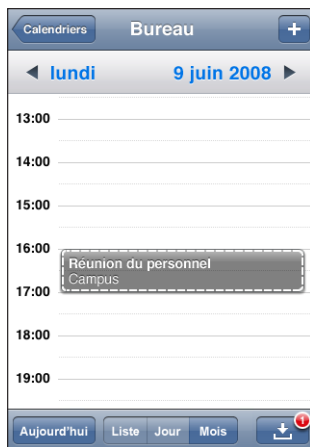 Calendriers Bureau +
lundi 9 juin 2008
13:00
14:00
15:00
16:00
Réunion du personnel
Campus
17:00
18:00
19:00
Aujourd'hui Liste Jour Mois 1